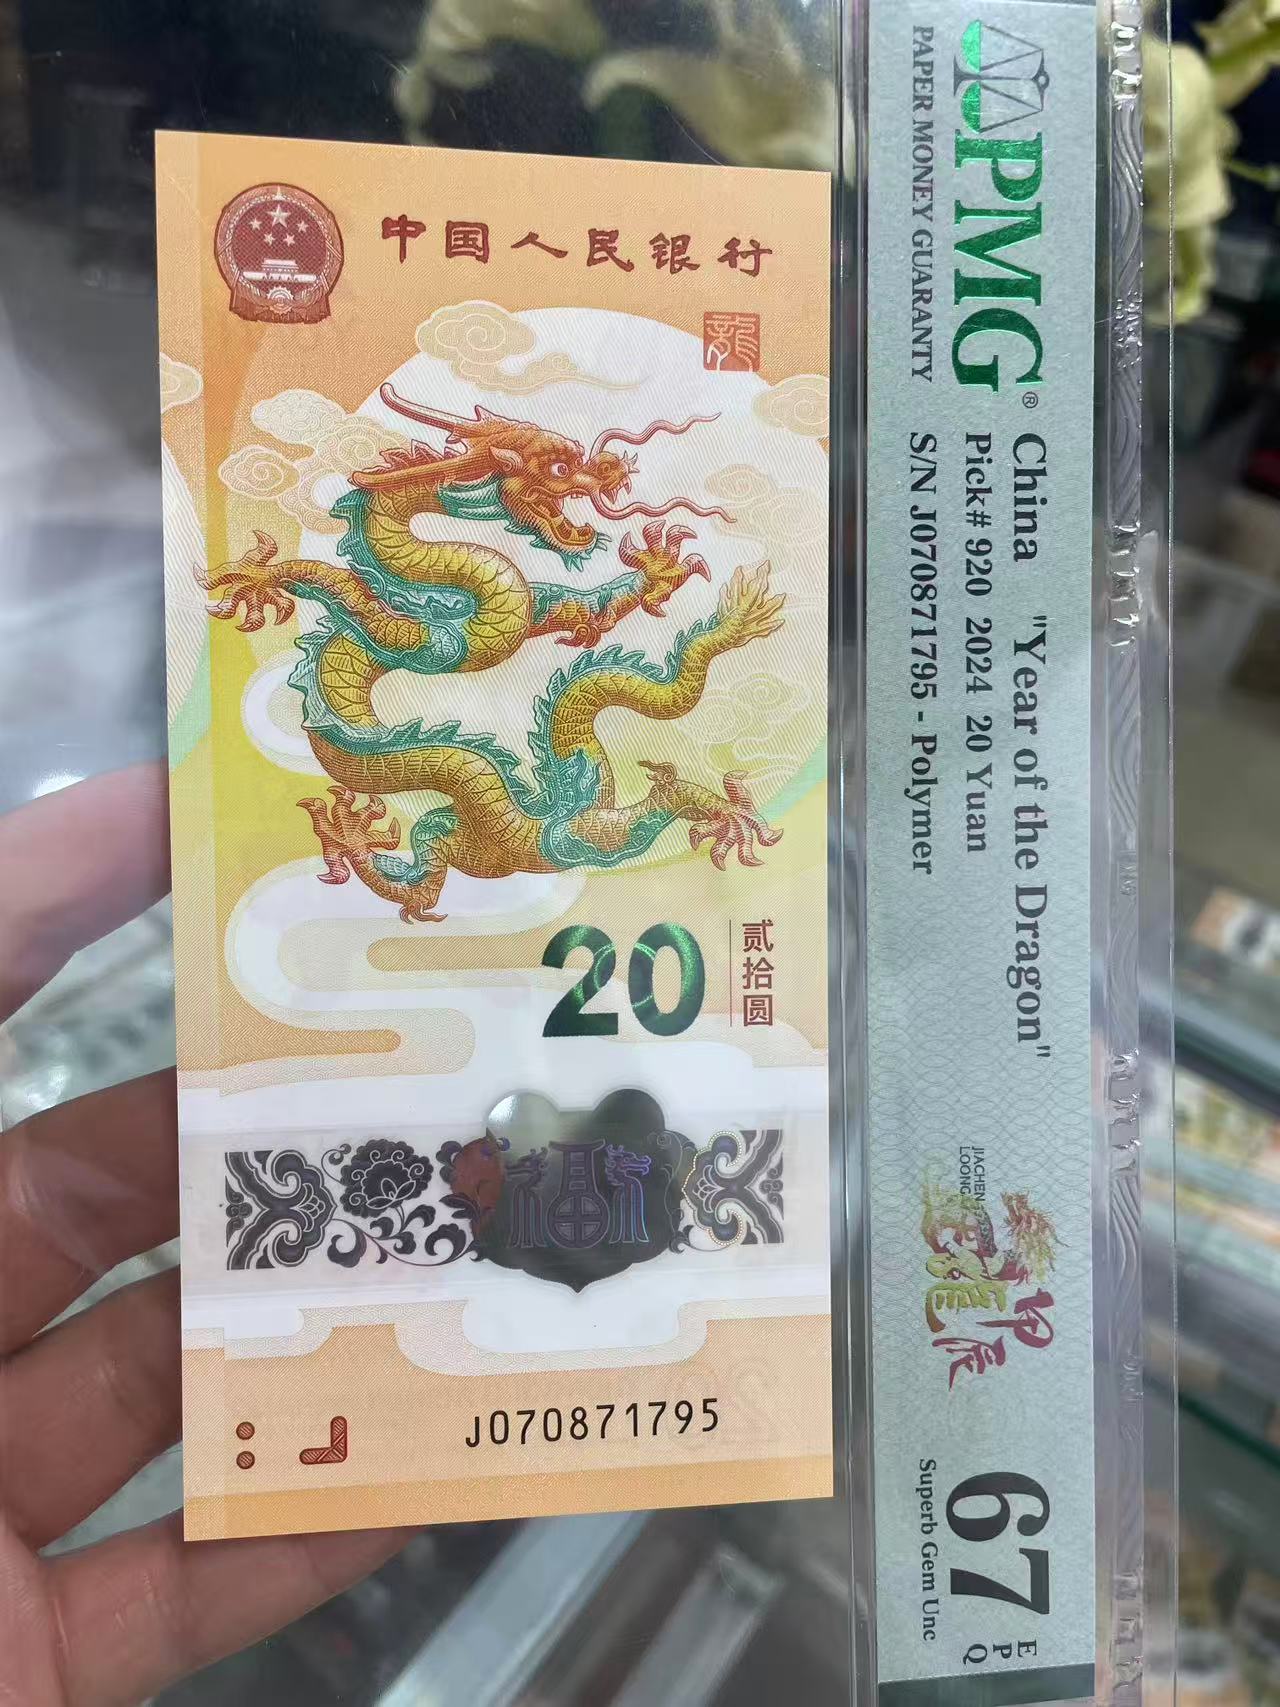 中国人民银行
龍
20
贰拾圆
福
J070871795
PMG®
PAPER MONEY GUARANTY
China "Year of the Dragon"
Pick# 920 2024 20 Yuan
S/N J070871795 - Polymer
JIACHEN
LOONG
甲辰
67 EPQ
Superb Gem Unc